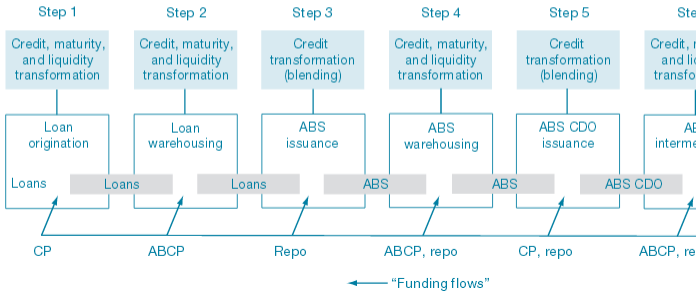 Step 1 Step 2 Step 3 Step 4 Step 5
Credit, maturity,
and liquidity
transformation
Credit, maturity,
and liquidity
transformation
Credit
transformation
(blending)
Credit, maturity,
and liquidity
transformation
Credit
transformation
(blending)
Loan
origination
Loan
warehousing
ABS
issuance
ABS
warehousing
ABS CDO
issuance
Loans Loans Loans ABS ABS ABS CDO
CP ABCP Repo ABCP, repo CP, repo ABCP,
“Funding flows”